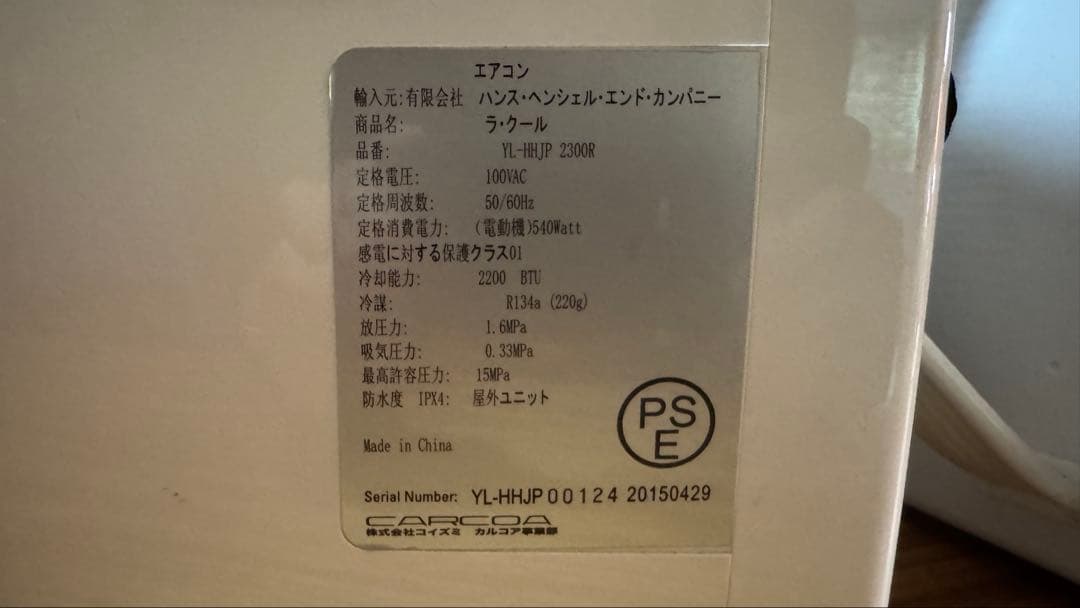 エアコン
輸入元:有限会社 ハンス・ヘンシェル・エンド・カンパニー
商品名: ラ・クール
品番: YL-HHJP 2300R
定格電圧: 100VAC
定格周波数: 50/60Hz
定格消費電力: (電動機)540Watt
感電に対する保護クラス01
冷却能力: 2200 BTU
冷謀: R134a (220g)
放圧力: 1.6MPa
吸気圧力: 0.33MPa
最高許容圧力: 15MPa
防水度 IPX4: 屋外ユニット
PS
E
Made in China
Serial Number: YL-HHJP 00124 20150429
CARCOA
株式会社コイズミ カルコア事業部